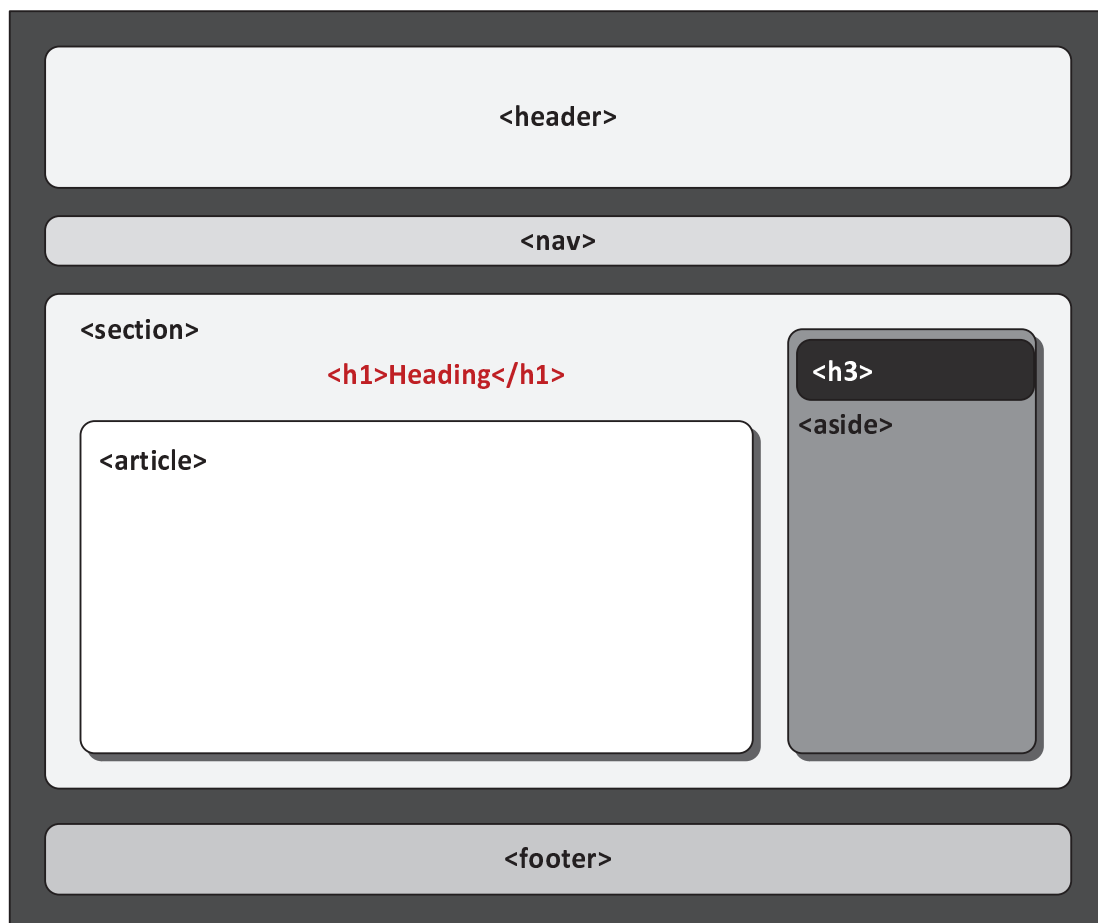 <header>
<nav>
<section>
<h1>Heading</h1>
<article>
<h3>
<aside>
<footer>